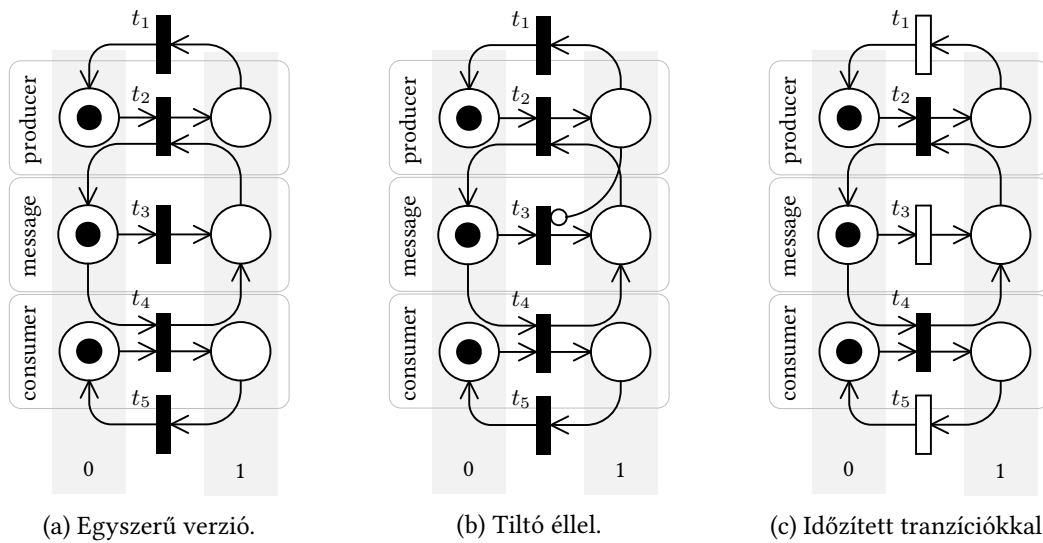 t1
t2
t3
t4
t5
producer
message
consumer
0 1
(a) Egyszerű verzió.
t1
t2
t3
t4
t5
producer
message
consumer
0 1
(b) Tiltó éllel.
t1
t2
t3
t4
t5
producer
message
consumer
0 1
(c) Időzített tranzíciókkal